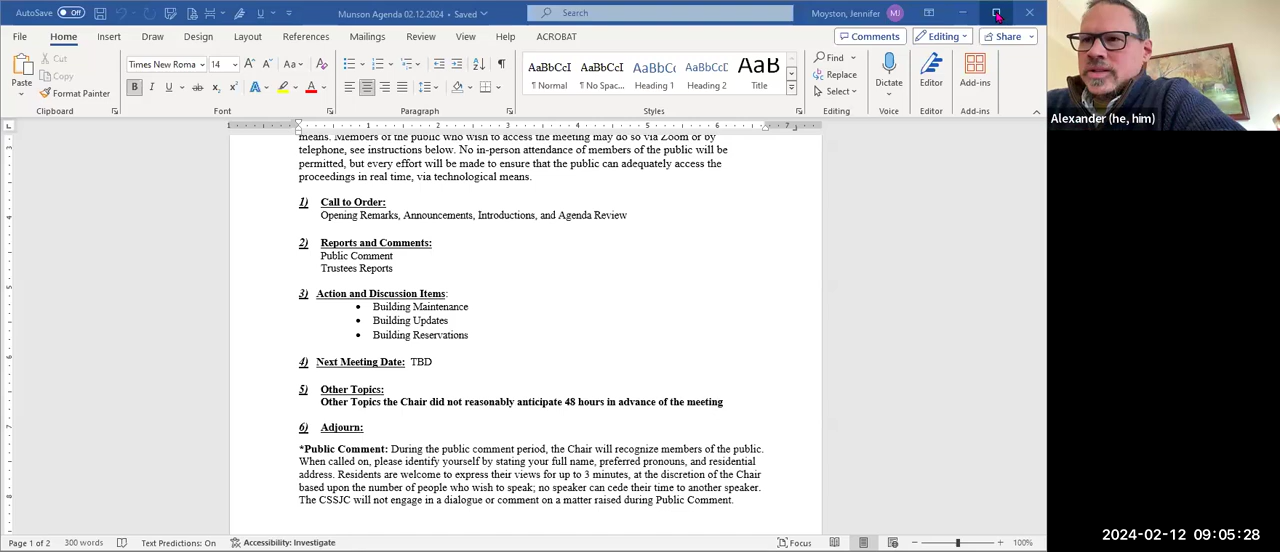 AutoSave Off Munson Agenda 02.12.2024 • Saved Search Moyston, Jennifer MJ
File Home Insert Draw Design Layout References Mailings Review View Help ACROBAT Comments Editing Share
Paste Cut Copy Format Painter
Times New Roma 14
AaBbCcI AaBbCcI AaBbCc AaBbCcI AaB
¶ Normal ¶ No Spac... Heading 1 Heading 2 Title
Find Replace Select
Dictate Editor Add-ins
Clipboard Font Paragraph Styles Editing Voice Editor Add-ins
means. Members of the public who wish to access the meeting may do so via Zoom or by
telephone, see instructions below. No in-person attendance of members of the public will be
permitted, but every effort will be made to ensure that the public can adequately access the
proceedings in real time, via technological means.
1) Call to Order:
Opening Remarks, Announcements, Introductions, and Agenda Review
2) Reports and Comments:
Public Comment
Trustees Reports
3) Action and Discussion Items:
• Building Maintenance
• Building Updates
• Building Reservations
4) Next Meeting Date: TBD
5) Other Topics:
Other Topics the Chair did not reasonably anticipate 48 hours in advance of the meeting
6) Adjourn:
*Public Comment: During the public comment period, the Chair will recognize members of the public.
When called on, please identify yourself by stating your full name, preferred pronouns, and residential
address. Residents are welcome to express their views for up to 3 minutes, at the discretion of the Chair
based upon the number of people who wish to speak; no speaker can cede their time to another speaker.
The CSSJC will not engage in a dialogue or comment on a matter raised during Public Comment.
Page 1 of 2 300 words Text Predictions: On Accessibility: Investigate Focus 100%
Alexander (he, him)
2024-02-12 09:05:28